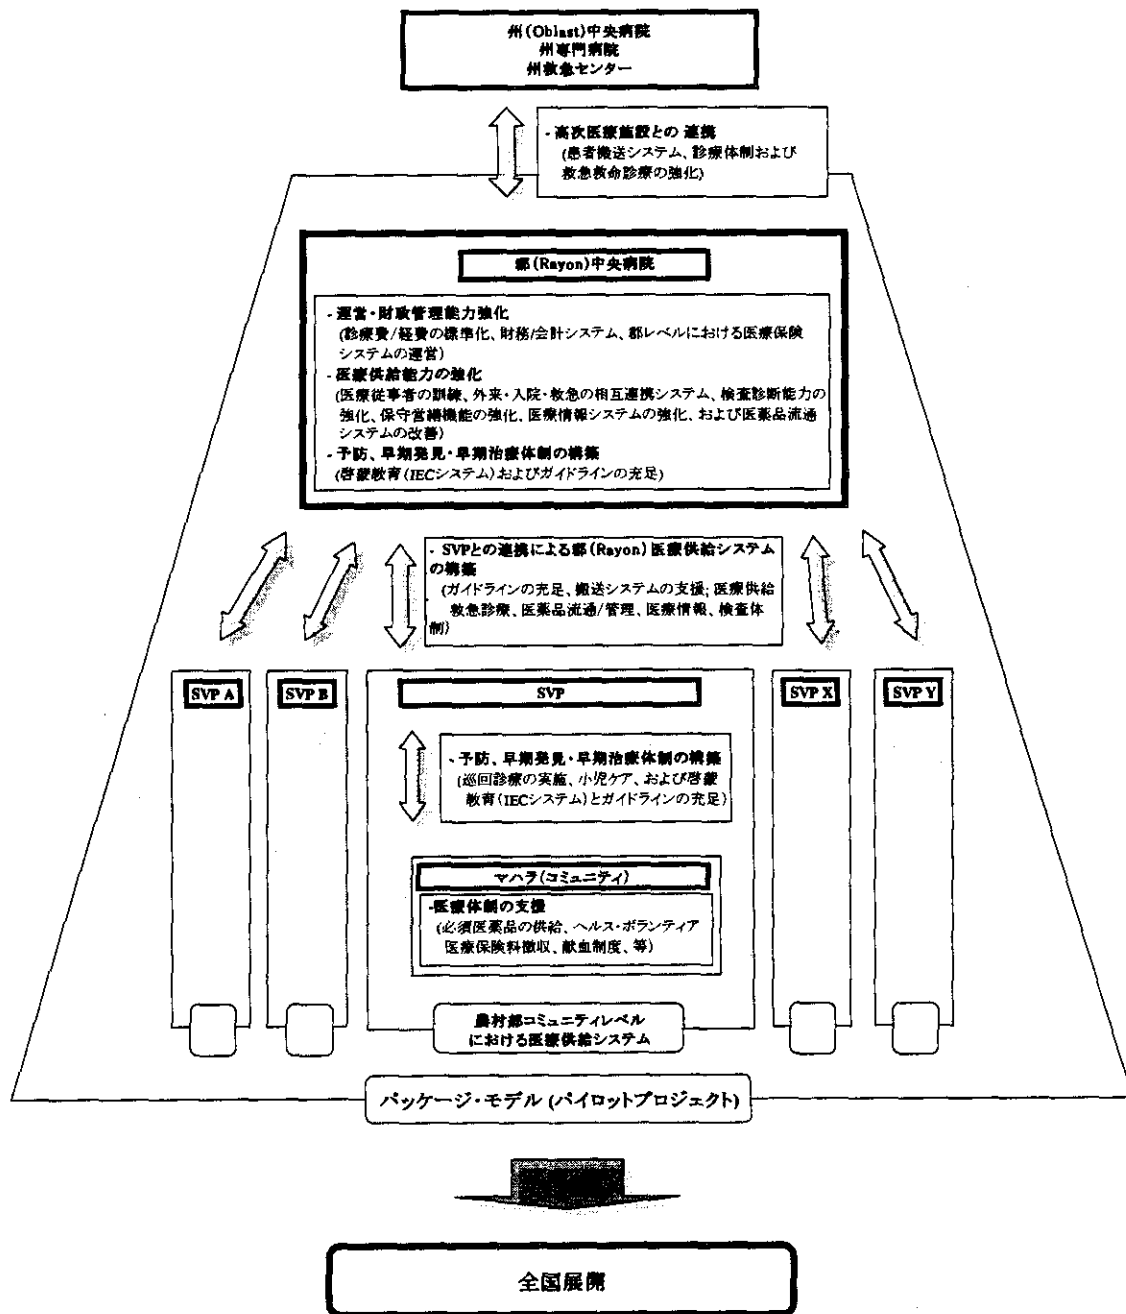 州(Oblast)中央病院
州専門病院
州救急センター
- 高次医療施設との連携
(患者搬送システム、診療体制および
救急救命診療の強化)
郡(Rayon)中央病院
- 運営・財政管理能力強化
(診療費/経費の標準化、財務/会計システム、郡レベルにおける医療保険
システムの運営)
- 医療供給能力の強化
(医療従事者の訓練、外来・入院・救急の相互連携システム、検査診断能力の
強化、保守営繕機能の強化、医療情報システムの強化、および医薬品流通
システムの改善)
- 予防、早期発見・早期治療体制の構築
(啓蒙教育(IECシステム)およびガイドラインの充足)
- SVPとの連携による郡(Rayon)医療供給システム
の構築
(ガイドラインの充足、搬送システムの支援; 医療供給
救急診療、医薬品流通/管理、医療情報、検査体
制)
SVP A
SVP B
SVP
SVP X
SVP Y
- 予防、早期発見・早期治療体制の構築
(巡回診療の実施、小児ケア、および啓蒙
教育(IECシステム)とガイドラインの充足)
マハラ(コミュニティ)
-医療体制の支援
(必須医薬品の供給、ヘルス・ボランティア
医療保険料徴収、献血制度、等)
農村部コミュニティレベル
における医療供給システム
パッケージ・モデル (パイロットプロジェクト)
全国展開